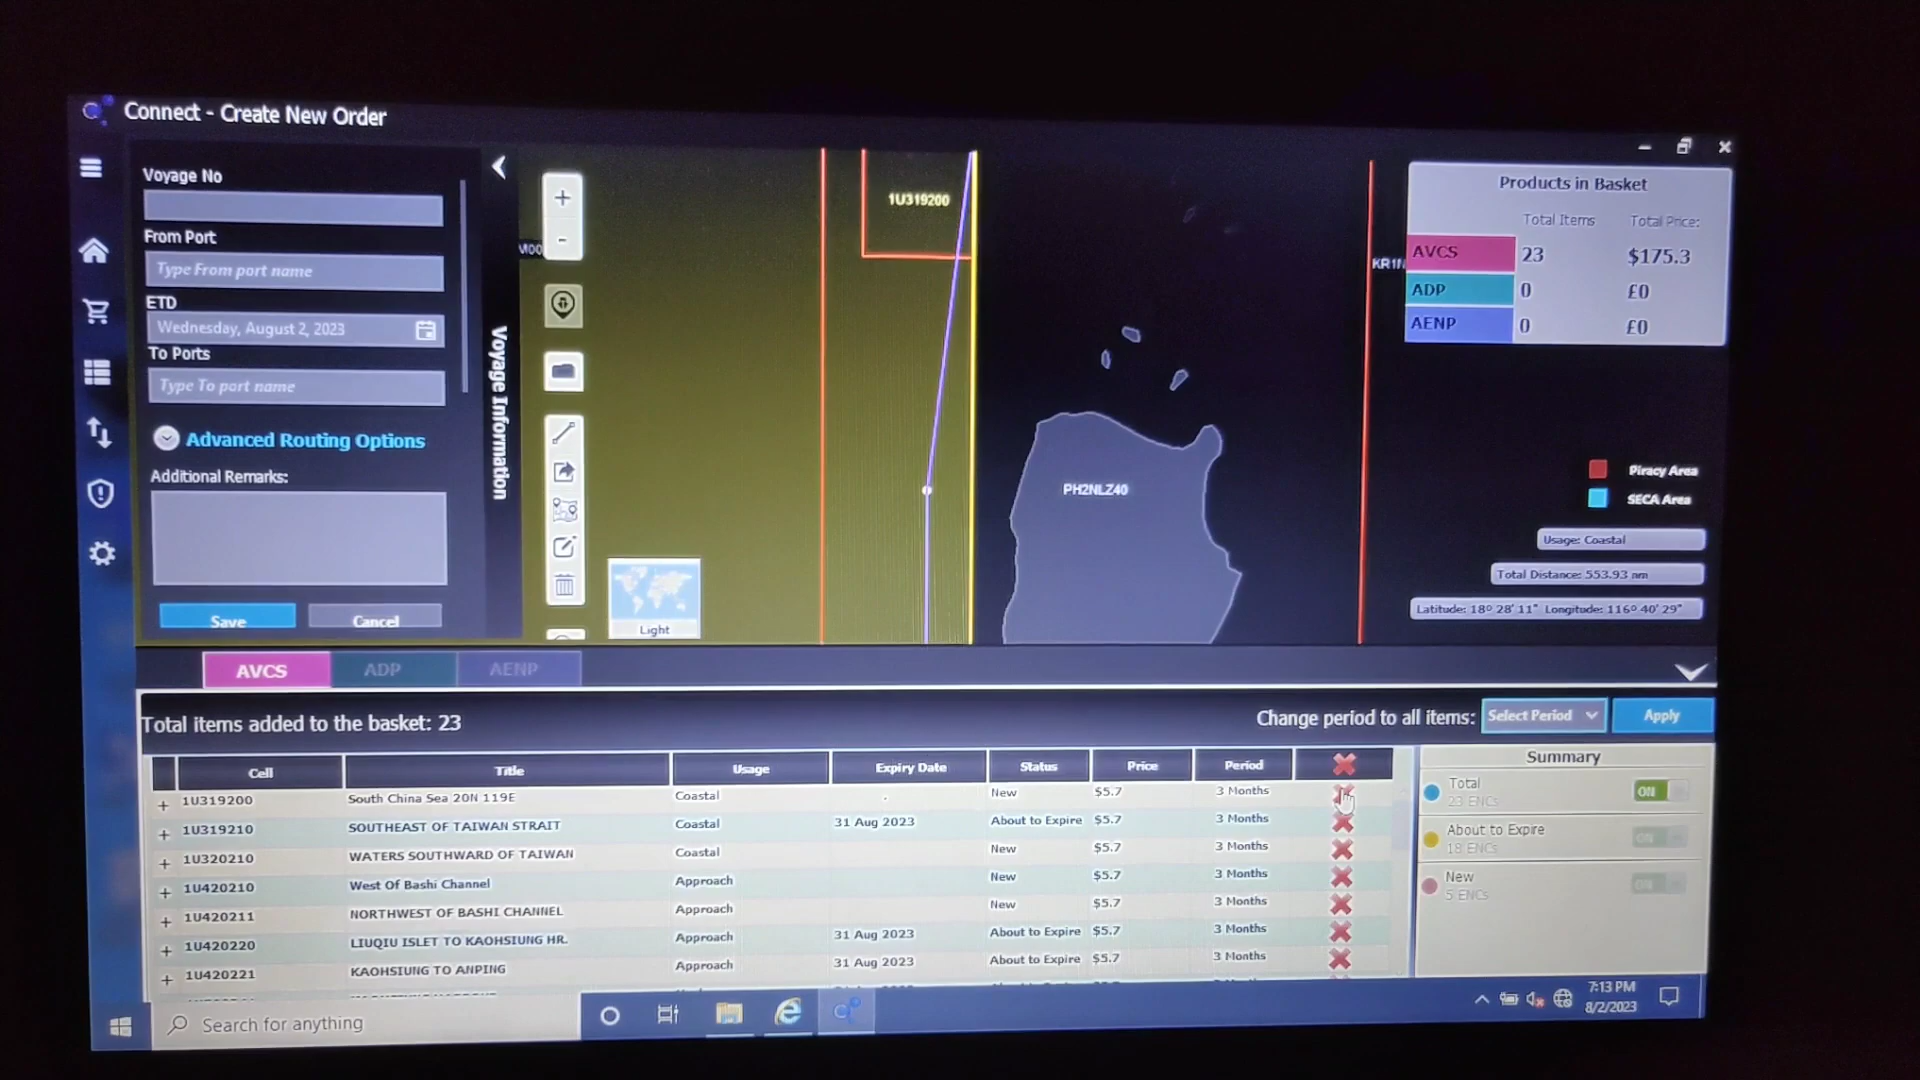 Connect - Create New Order
Voyage No
From Port
Type From port name
ETD
Wednesday, August 2, 2023
To Ports
Type To port name
Advanced Routing Options
Additional Remarks:
Save
Cancel
Voyage Information
+
-
Light
1U319200
PH2NLZ40
Products in Basket
Total Items Total Price:
AVCS 23 $175.3
ADP 0 £0
AENP 0 £0
Piracy Area
SECA Area
Usage: Coastal
Total Distance: 553.93 nm
Latitude: 18º 28' 11" Longitude: 116º 40' 29"
AVCS ADP AENP
Total items added to the basket: 23
Change period to all items: Select Period Apply
Cell Title Usage Expiry Date Status Price Period
+ 1U319200 South China Sea 20N 119E Coastal New $5.7 3 Months
+ 1U319210 SOUTHEAST OF TAIWAN STRAIT Coastal 31 Aug 2023 About to Expire $5.7 3 Months
+ 1U320210 WATERS SOUTHWARD OF TAIWAN Coastal New $5.7 3 Months
+ 1U420210 West Of Bashi Channel Approach New $5.7 3 Months
+ 1U420211 NORTHWEST OF BASHI CHANNEL Approach New $5.7 3 Months
+ 1U420220 LIUQIU ISLET TO KAOHSIUNG HR. Approach 31 Aug 2023 About to Expire $5.7 3 Months
+ 1U420221 KAOHSIUNG TO ANPING Approach 31 Aug 2023 About to Expire $5.7 3 Months
Summary
Total ON
23 ENCs
About to Expire ON
18 ENCs
New ON
5 ENCs
Search for anything
7:13 PM
8/2/2023